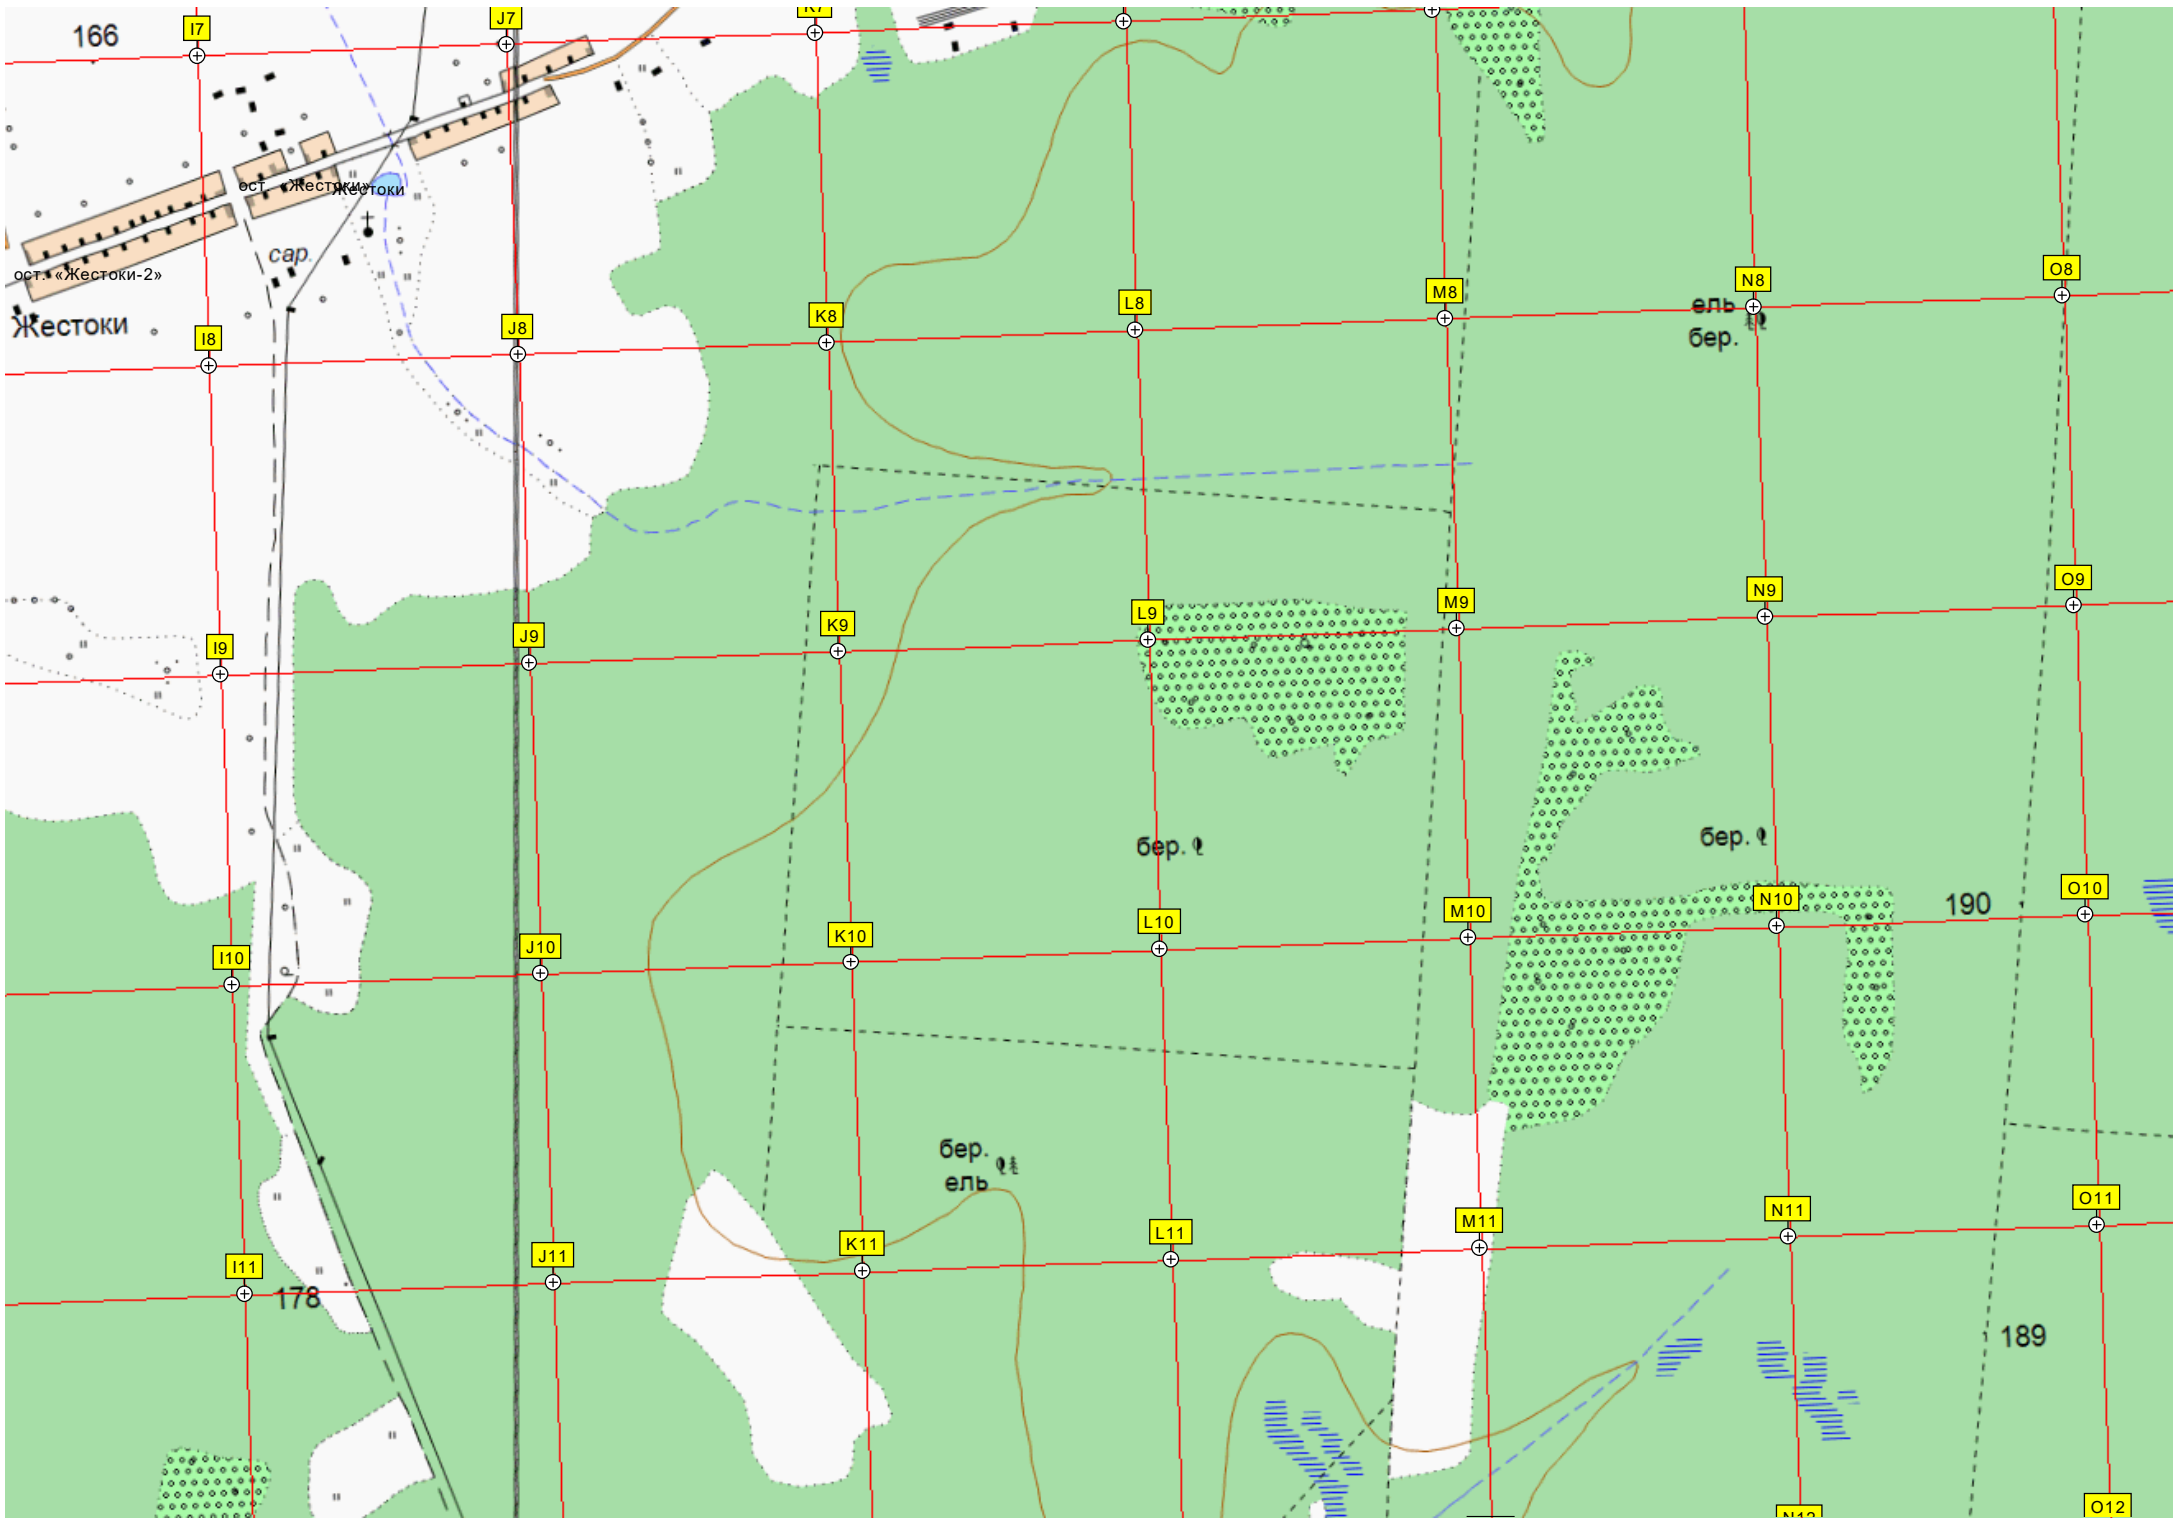 I7
J7
K7
166
ост. «Жестоки»
Жестоки
сар.
ост. «Жестоки-2»
Жестоки
I8
J8
K8
L8
M8
N8
O8
ель
бер.
I9
J9
K9
L9
M9
N9
O9
бер.
бер.
I10
J10
K10
L10
M10
N10
190
O10
бер.
ель
I11
J11
K11
L11
M11
N11
O11
178
189
N12
O12